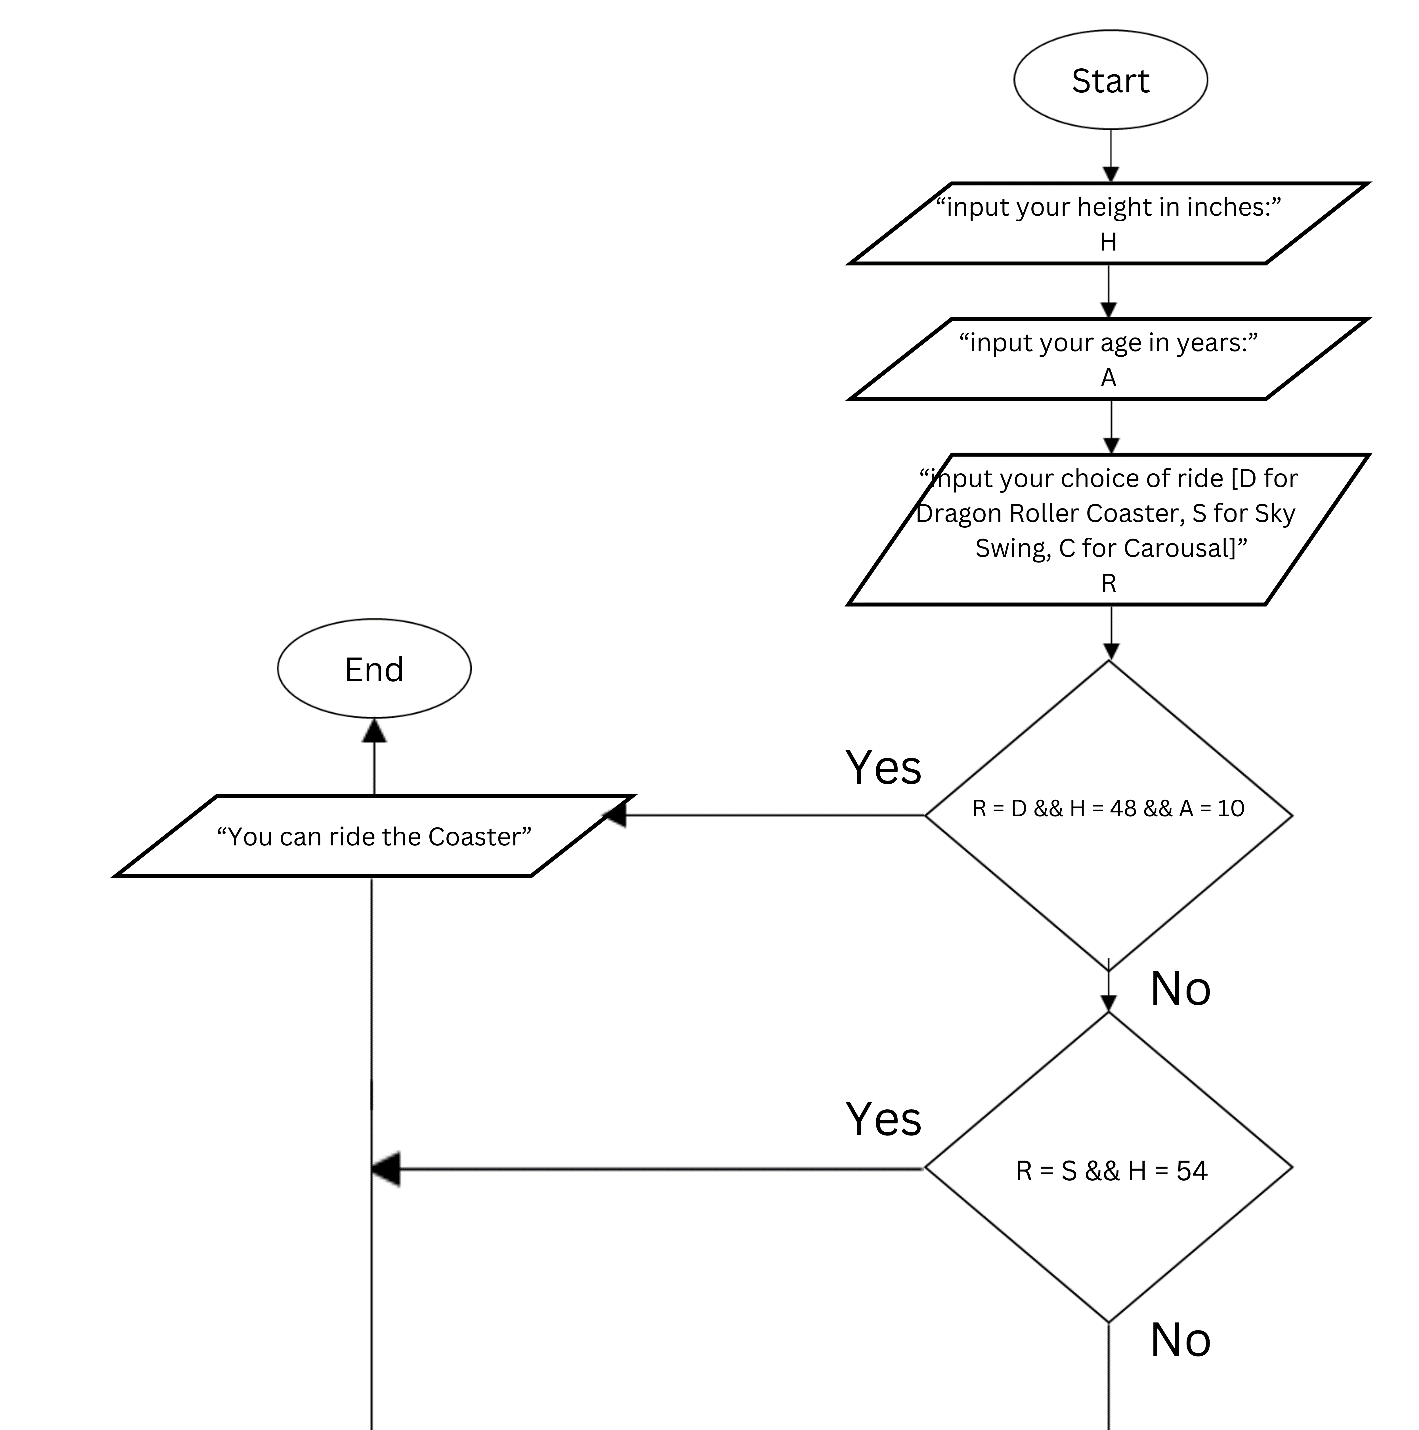 Start
“input your height in inches:”
H
“input your age in years:”
A
“input your choice of ride [D for
Dragon Roller Coaster, S for Sky
Swing, C for Carousal]”
R
End
Yes
R = D && H = 48 && A = 10
“You can ride the Coaster”
No
Yes
R = S && H = 54
No